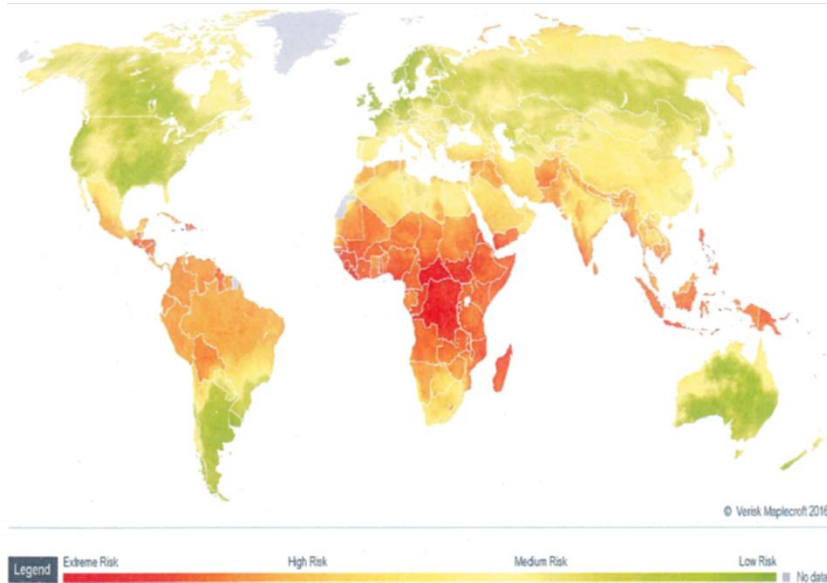 © Verisk Maplecroft 2016
Legend
Extreme Risk
High Risk
Medium Risk
Low Risk
No data